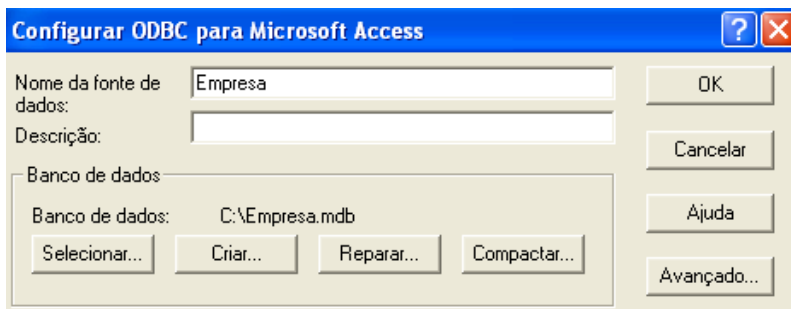 Configurar ODBC para Microsoft Access
Nome da fonte de
dados:
Empresa
OK
Descrição:
Cancelar
Banco de dados
Banco de dados: C:\Empresa.mdb
Ajuda
Selecionar... Criar... Reparar... Compactar...
Avançado...